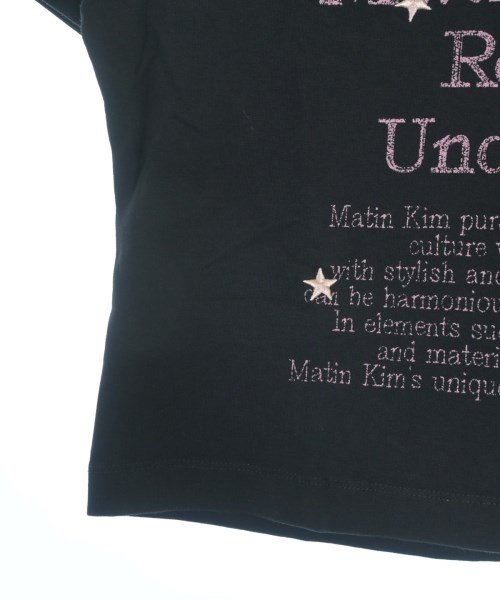 Re
Und
Matin Kim pur
culture
with stylish and
can be harmoniou
In elements su
and materi
Matin Kim's unique